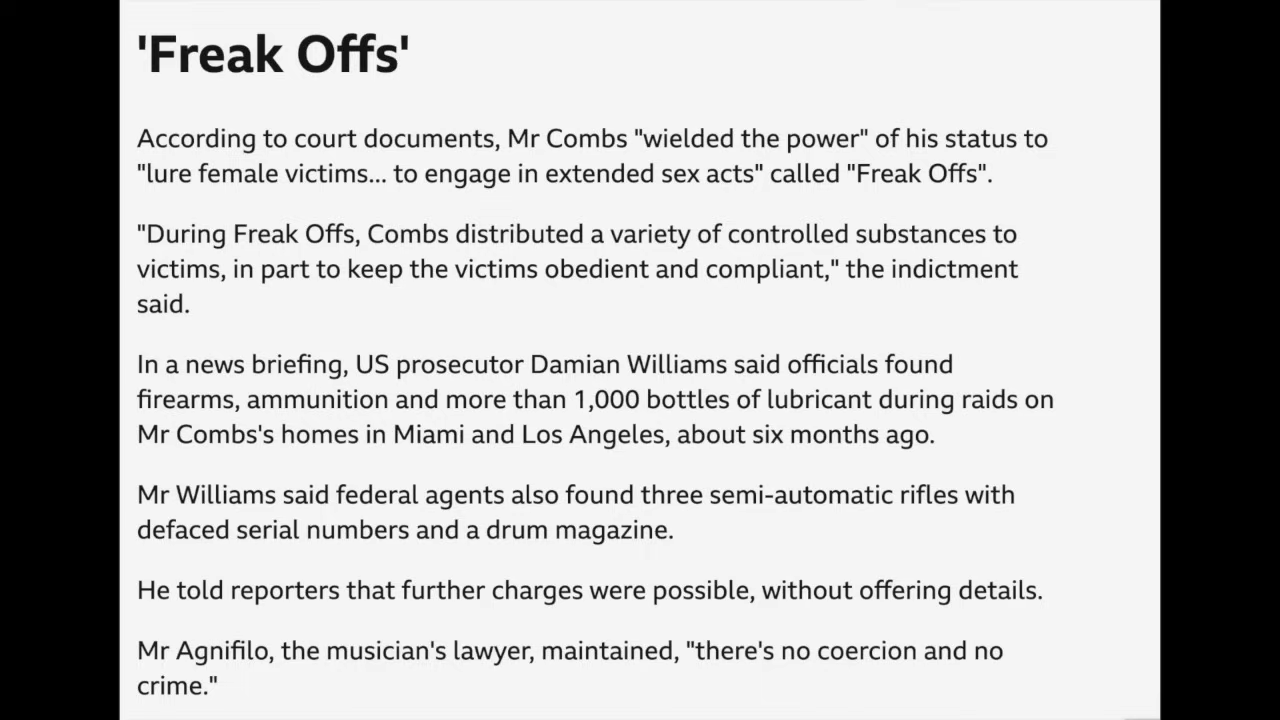 'Freak Offs'
According to court documents, Mr Combs "wielded the power" of his status to
"lure female victims... to engage in extended sex acts" called "Freak Offs".
"During Freak Offs, Combs distributed a variety of controlled substances to
victims, in part to keep the victims obedient and compliant," the indictment
said.
In a news briefing, US prosecutor Damian Williams said officials found
firearms, ammunition and more than 1,000 bottles of lubricant during raids on
Mr Combs's homes in Miami and Los Angeles, about six months ago.
Mr Williams said federal agents also found three semi-automatic rifles with
defaced serial numbers and a drum magazine.
He told reporters that further charges were possible, without offering details.
Mr Agnifilo, the musician's lawyer, maintained, "there's no coercion and no
crime."